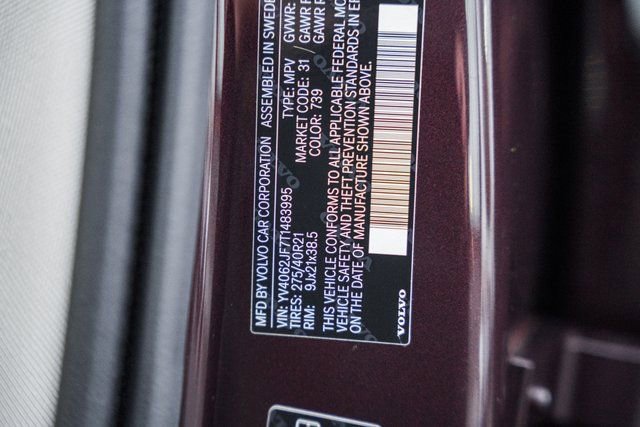 MFD BY VOLVO CAR CORPORATION ASSEMBLED IN SWEDE
VIN: YV4062JF7T1483995 TYPE: MPV GVWR:
TIRES: 275/40R21 MARKET CODE: 31 GAWR F
RIM: 9Jx21x38.5 COLOR: 739 GAWR R
THIS VEHICLE CONFORMS TO ALL APPLICABLE FEDERAL MO
VEHICLE SAFETY AND THEFT PREVENTION STANDARDS IN EF
ON THE DATE OF MANUFACTURE SHOWN ABOVE.
VOLVO